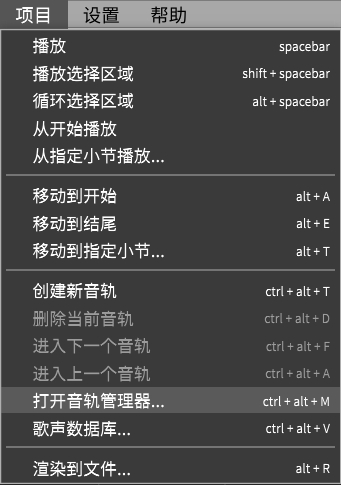 项目 设置 帮助
播放 spacebar
播放选择区域 shift + spacebar
循环选择区域 alt + spacebar
从开始播放
从指定小节播放...
移动到开始 alt + A
移动到结尾 alt + E
移动到指定小节... alt + T
创建新音轨 ctrl + alt + T
删除当前音轨 ctrl + alt + D
进入下一个音轨 ctrl + alt + F
进入上一个音轨 ctrl + alt + A
打开音轨管理器... ctrl + alt + M
歌声数据库... ctrl + alt + V
渲染到文件... alt + R